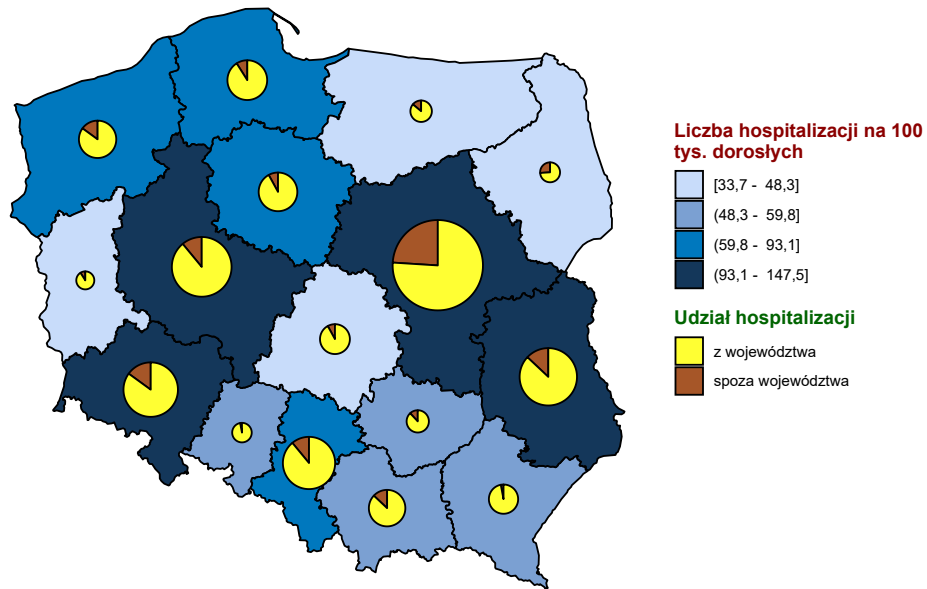 Liczba hospitalizacji na 100
tys. dorosłych
[33,7 - 48,3]
(48,3 - 59,8]
(59,8 - 93,1]
(93,1 - 147,5]
Udział hospitalizacji
z województwa
spoza województwa